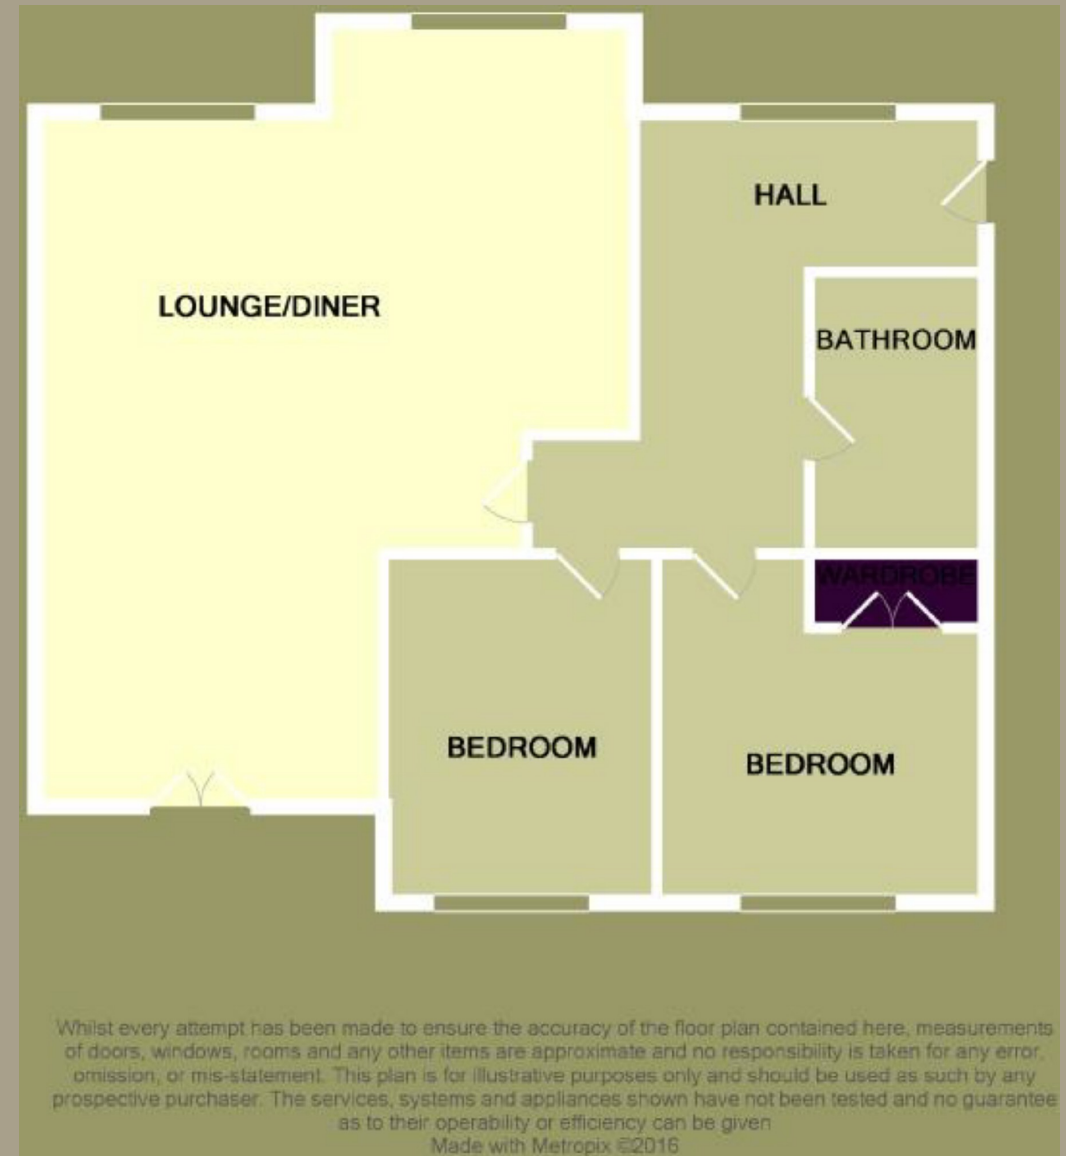 HALL
LOUNGE/DINER
BATHROOM
WARDROBE
BEDROOM
BEDROOM
Whilst every attempt has been made to ensure the accuracy of the floor plan contained here, measurements
of doors, windows, rooms and any other items are approximate and no responsibility is taken for any error,
omission, or mis-statement. This plan is for illustrative purposes only and should be used as such by any
prospective purchaser. The services, systems and appliances shown have not been tested and no guarantee
as to their operability or efficiency can be given
Made with Metropix ©2016